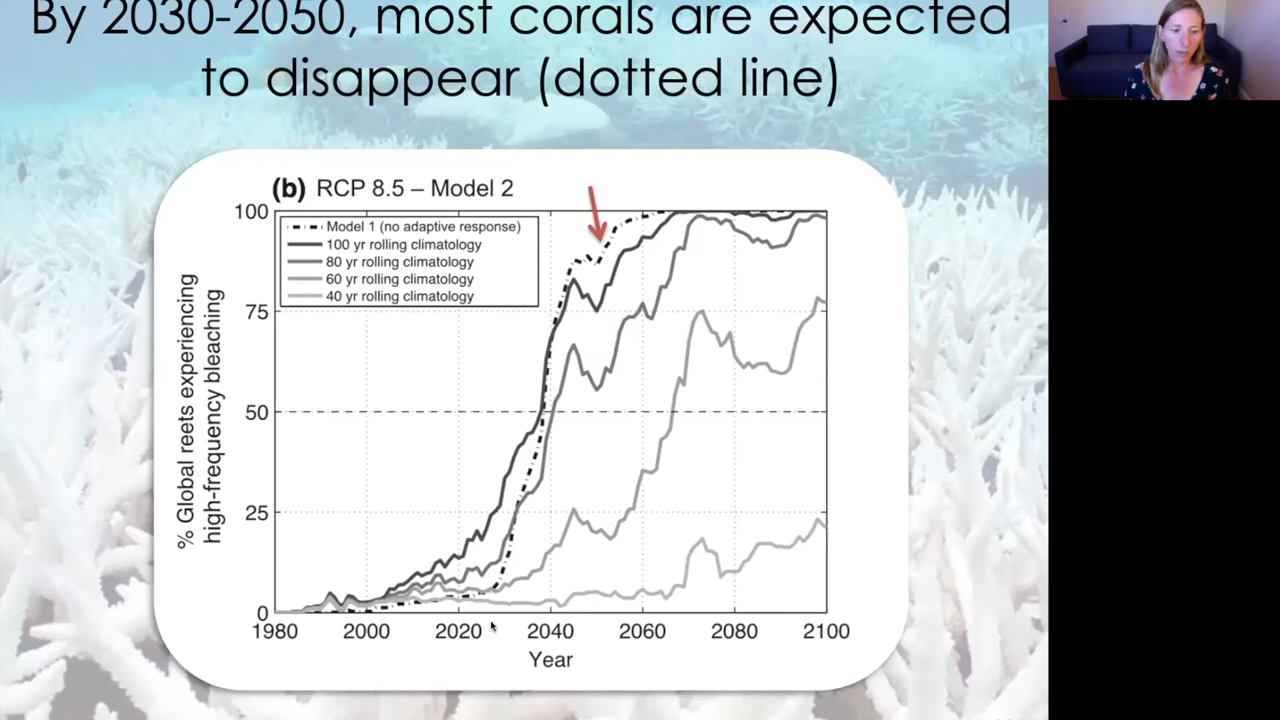 By 2030-2050, most corals are expected
to disappear (dotted line)
(b) RCP 8.5 – Model 2
Model 1 (no adaptive response)
100 yr rolling climatology
80 yr rolling climatology
60 yr rolling climatology
40 yr rolling climatology
% Global reets experiencing
high-frequency bleaching
100
75
50
25
0
1980 2000 2020 2040 2060 2080 2100
Year